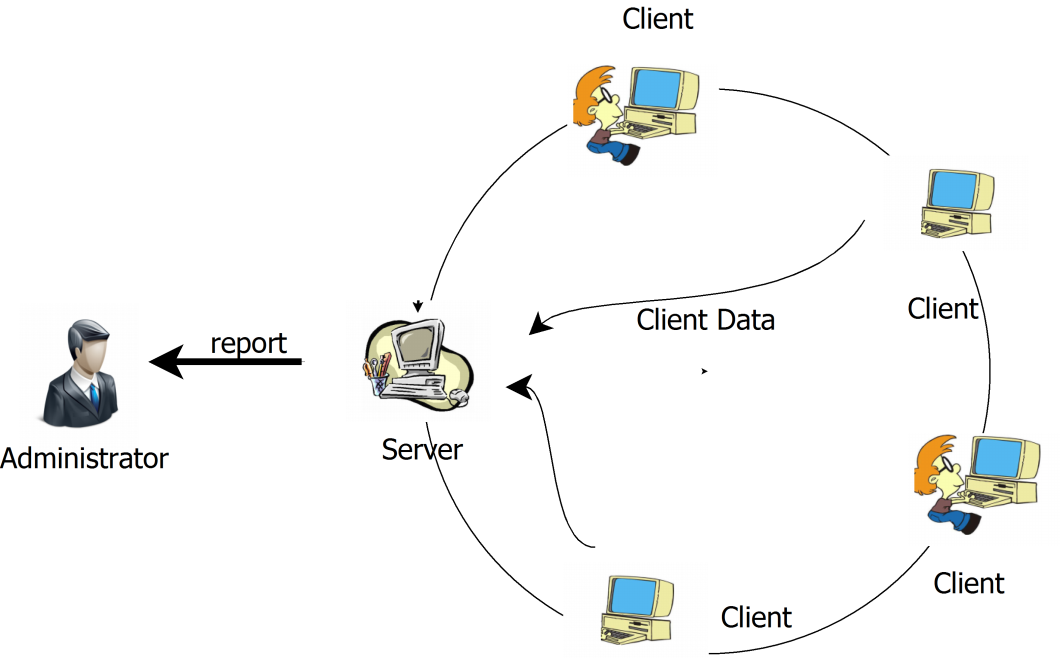 Client
Client
Client Data
report
Server
Administrator
Client
Client